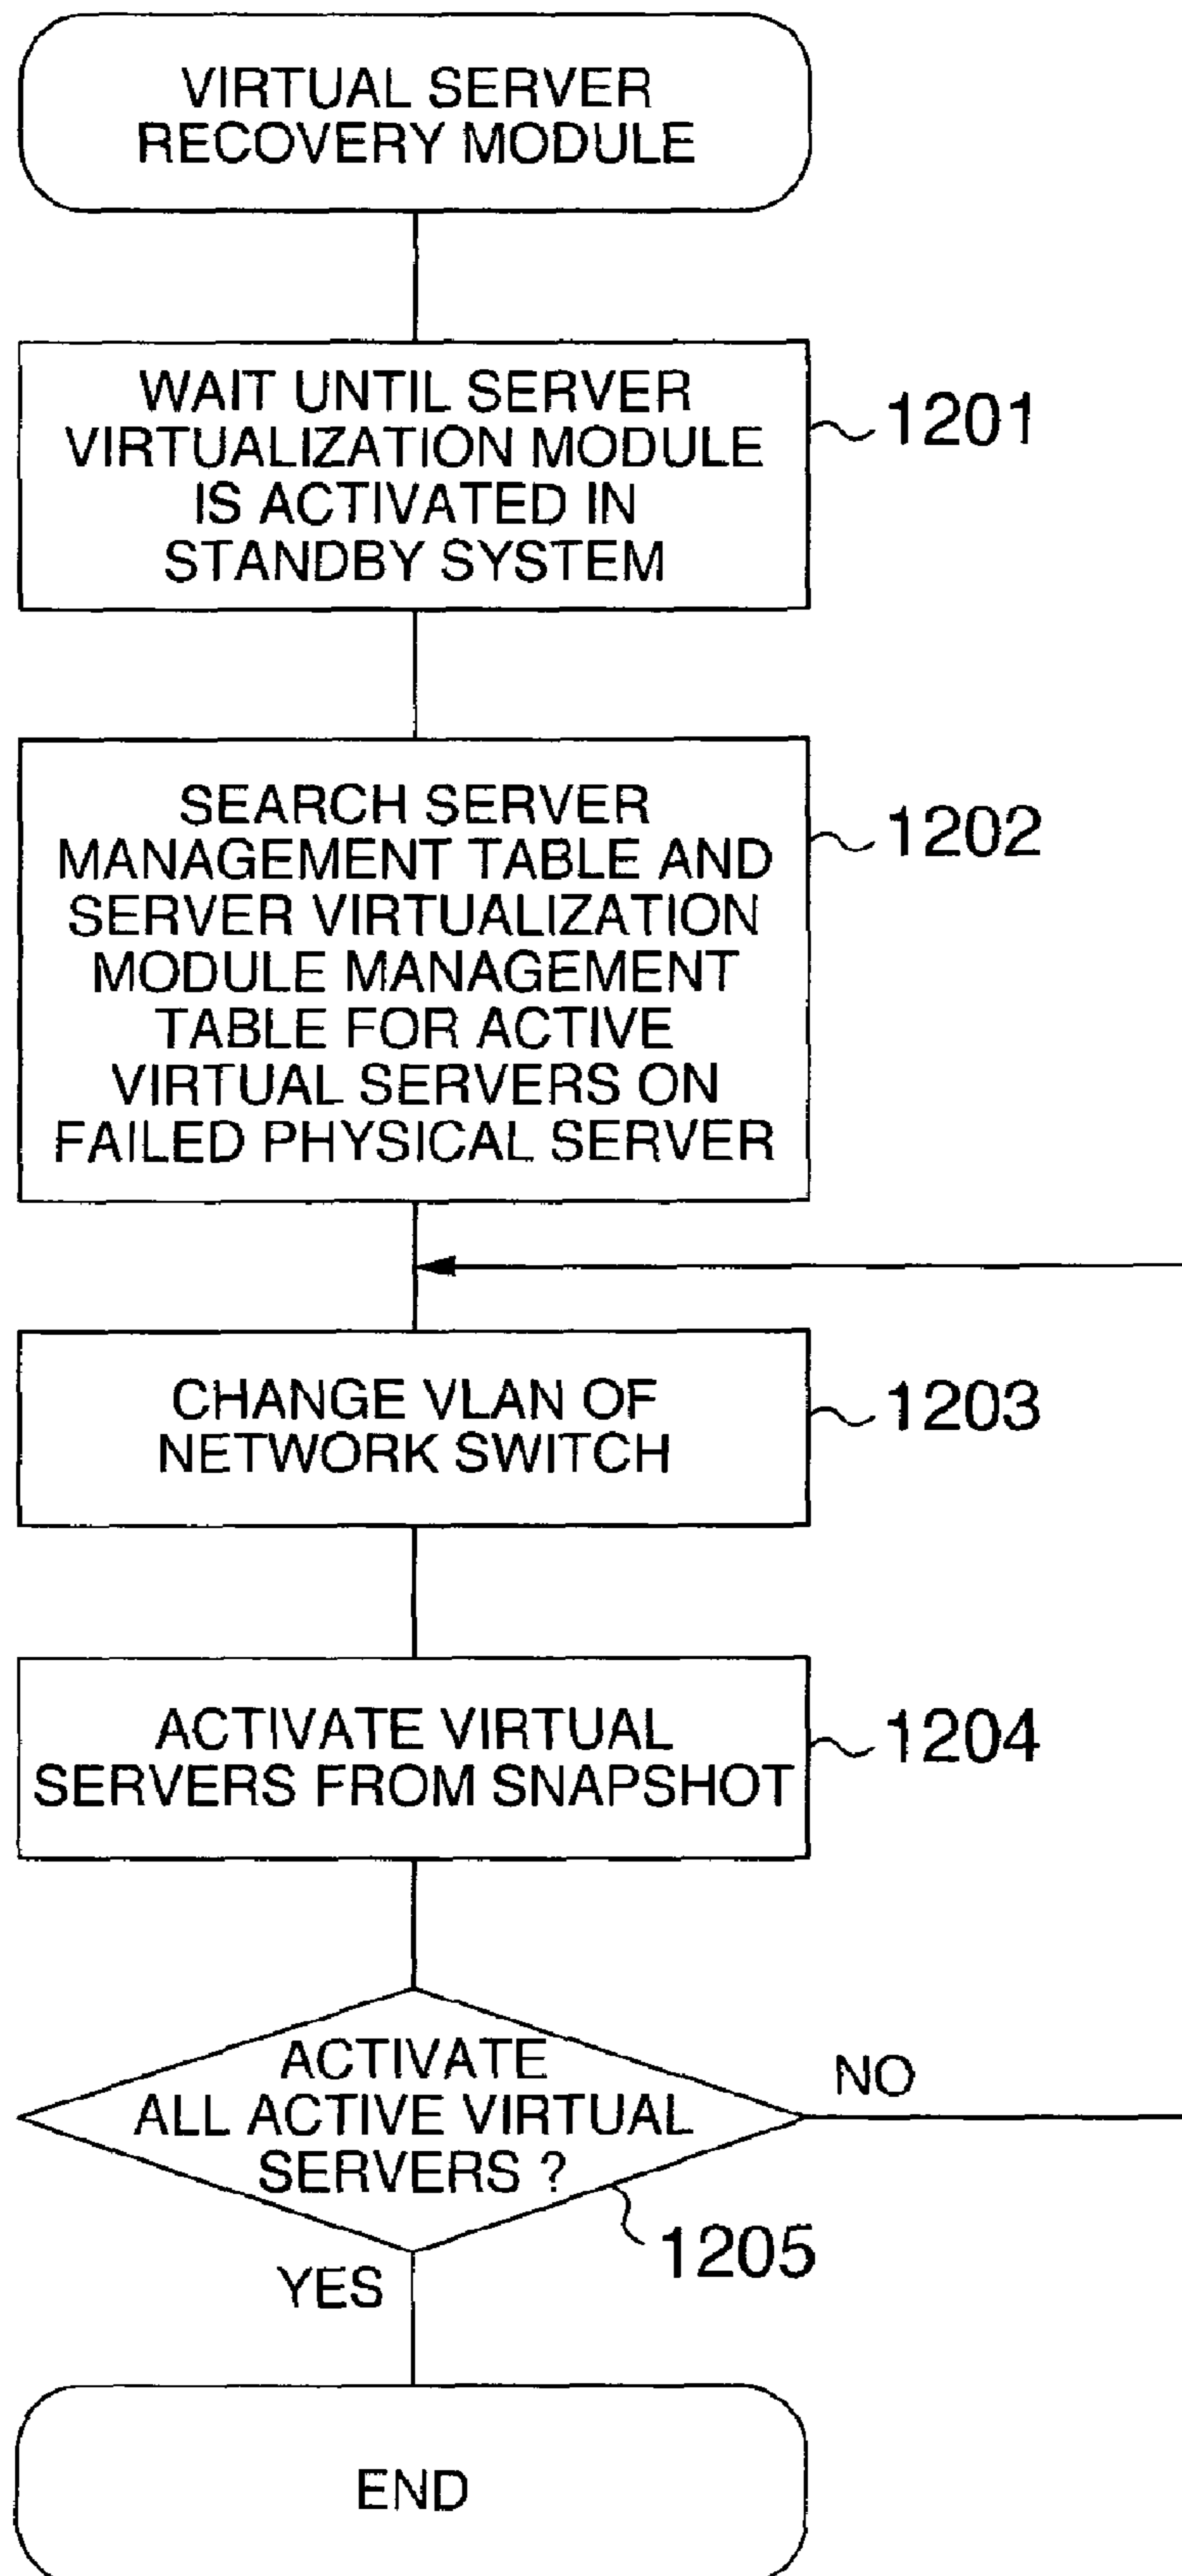 VIRTUAL SERVER
RECOVERY MODULE
WAIT UNTIL SERVER
VIRTUALIZATION MODULE
IS ACTIVATED IN
STANDBY SYSTEM
1201
SEARCH SERVER
MANAGEMENT TABLE AND
SERVER VIRTUALIZATION
MODULE MANAGEMENT
TABLE FOR ACTIVE
VIRTUAL SERVERS ON
FAILED PHYSICAL SERVER
1202
CHANGE VLAN OF
NETWORK SWITCH
1203
ACTIVATE VIRTUAL
SERVERS FROM SNAPSHOT
1204
ACTIVATE
ALL ACTIVE VIRTUAL
SERVERS ?
NO
1205
YES
END